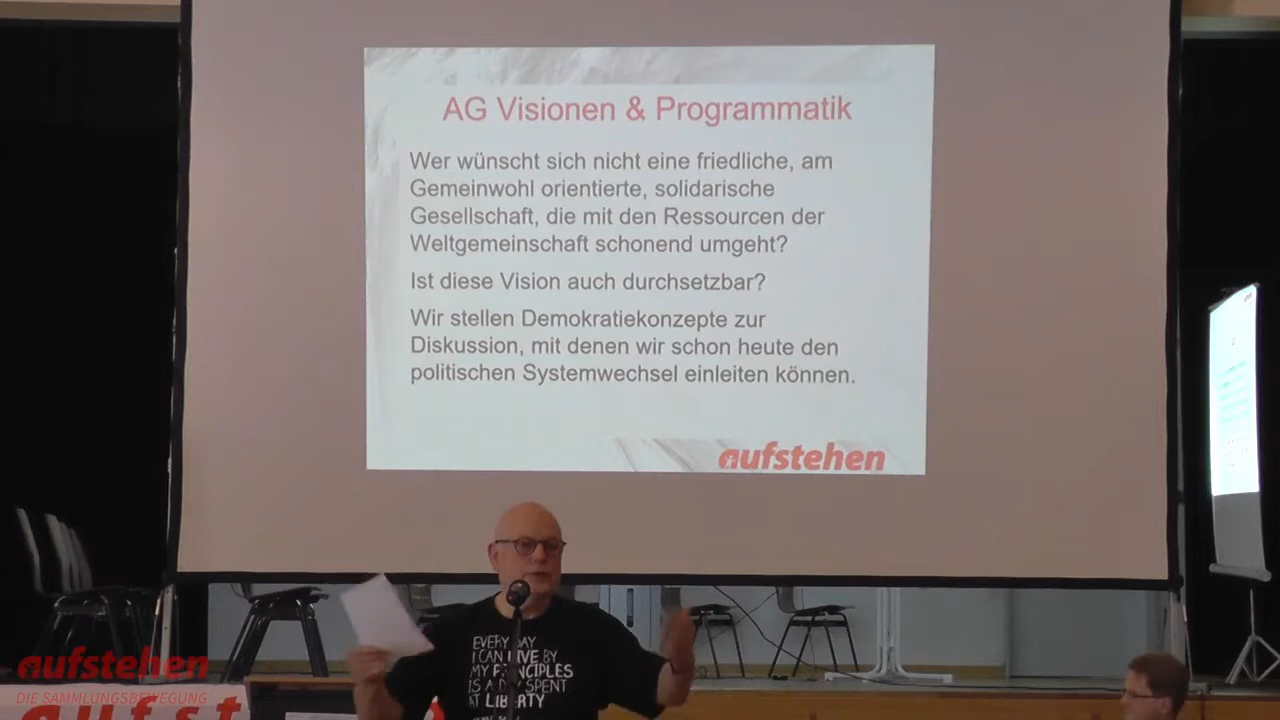 AG Visionen & Programmatik
Wer wünscht sich nicht eine friedliche, am
Gemeinwohl orientierte, solidarische
Gesellschaft, die mit den Ressourcen der
Weltgemeinschaft schonend umgeht?
Ist diese Vision auch durchsetzbar?
Wir stellen Demokratiekonzepte zur
Diskussion, mit denen wir schon heute den
politischen Systemwechsel einleiten können.
aufstehen
EVERY DAY
I CAN LIVE BY
MY PRINCIPLES
IS A DAY SPENT
AT LIBERTY
aufstehen
DIE SAMMLUNGSBEWEGUNG
aufst